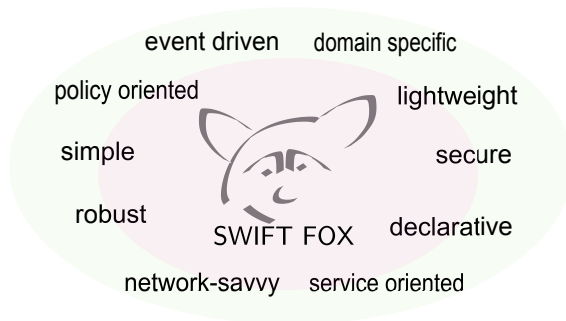 event driven
domain specific
policy oriented
lightweight
simple
secure
robust
declarative
SWIFT FOX
network-savvy
service oriented